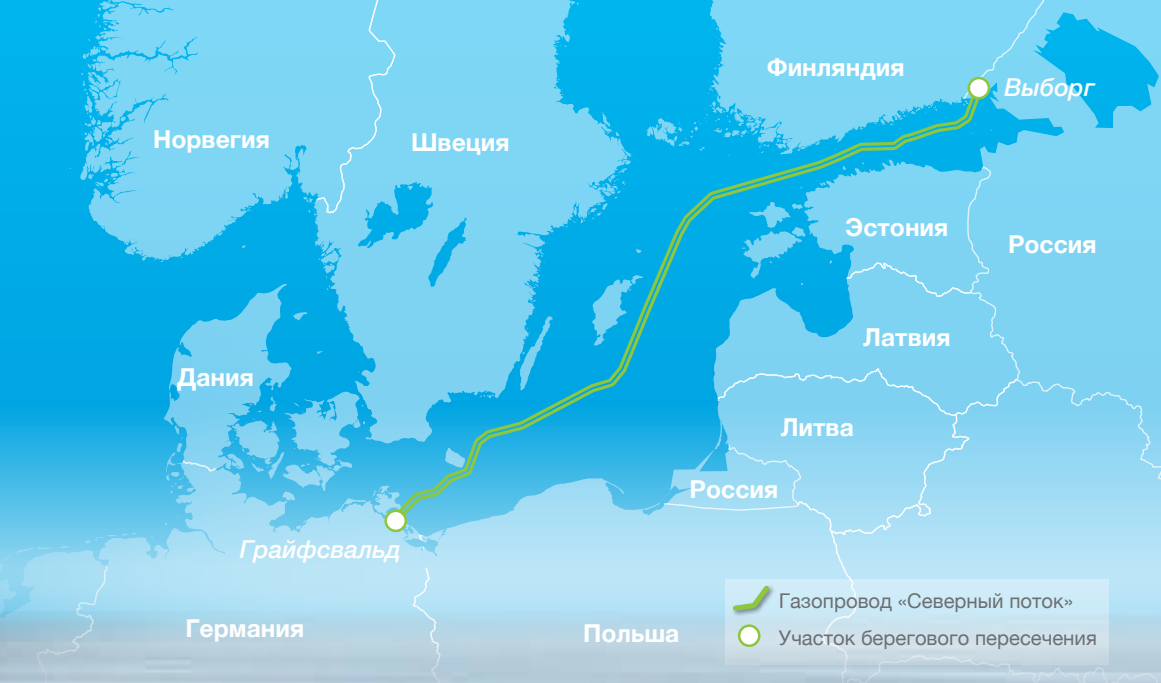 Финляндия
Выборг
Норвегия
Швеция
Эстония
Россия
Латвия
Дания
Литва
Россия
Грайфсвальд
Германия
Польша
Газопровод «Северный поток»
Участок берегового пересечения